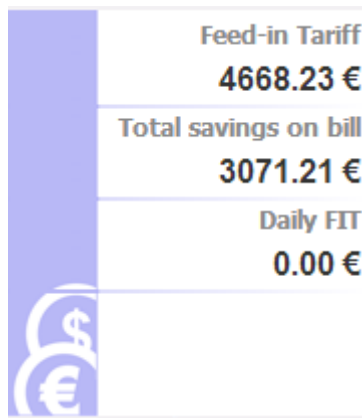 Feed-in Tariff
4668.23 €
Total savings on bill
3071.21 €
Daily FIT
0.00 €
$
€